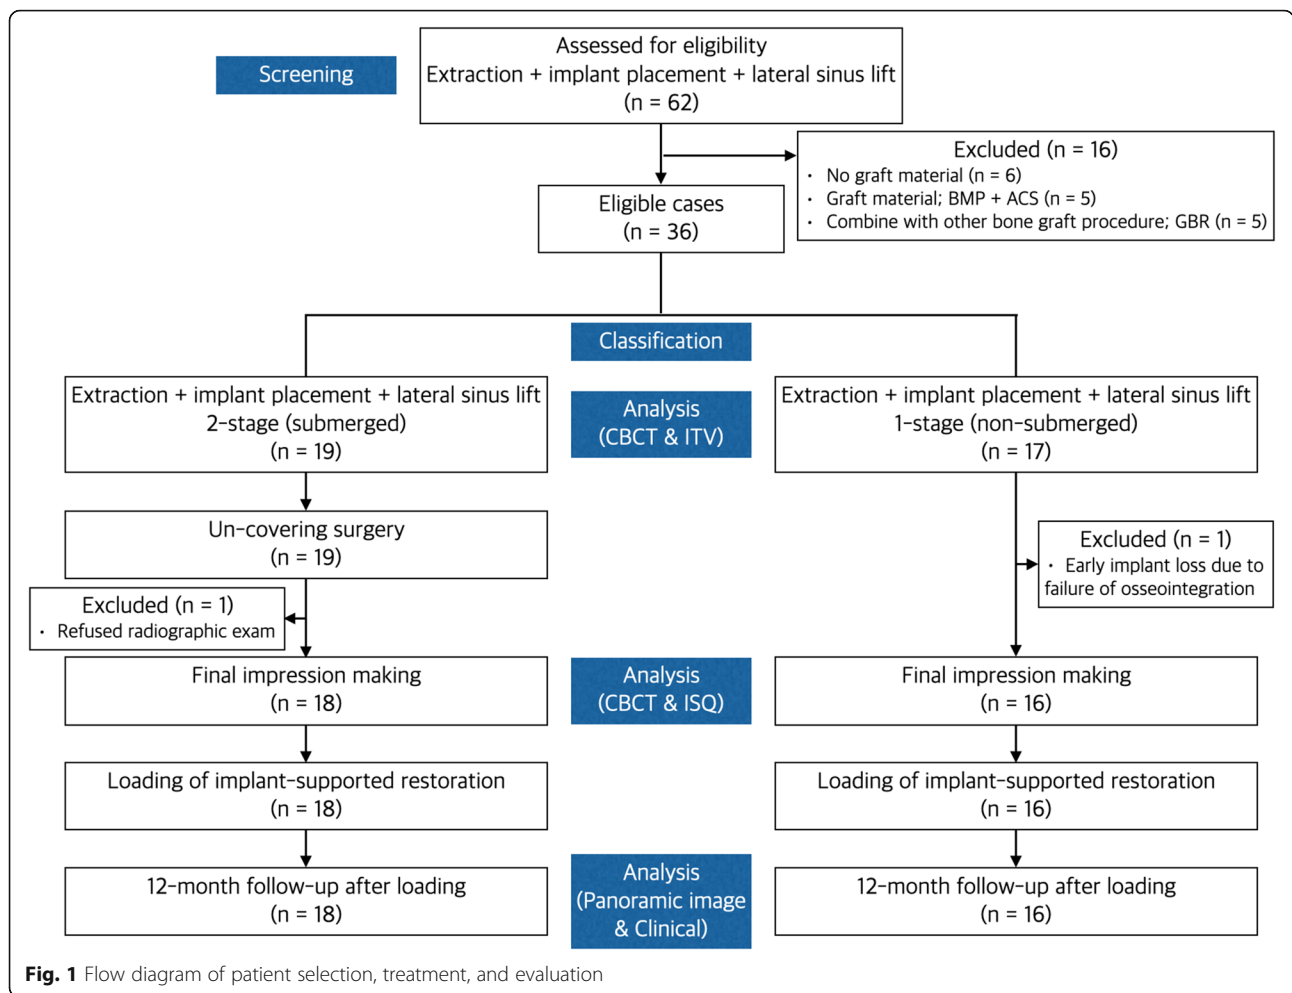 Screening
Assessed for eligibility
Extraction + implant placement + lateral sinus lift
(n = 62)
Excluded (n = 16)
· No graft material (n = 6)
· Graft material; BMP + ACS (n = 5)
· Combine with other bone graft procedure; GBR (n = 5)
Eligible cases
(n = 36)
Classification
Extraction + implant placement + lateral sinus lift
2-stage (submerged)
(n = 19)
Analysis
(CBCT & ITV)
Extraction + implant placement + lateral sinus lift
1-stage (non-submerged)
(n = 17)
Un-covering surgery
(n = 19)
Excluded (n = 1)
· Early implant loss due to
failure of osseointegration
Excluded (n = 1)
· Refused radiographic exam
Final impression making
(n = 18)
Analysis
(CBCT & ISQ)
Final impression making
(n = 16)
Loading of implant-supported restoration
(n = 18)
Loading of implant-supported restoration
(n = 16)
12-month follow-up after loading
(n = 18)
Analysis
(Panoramic image
& Clinical)
12-month follow-up after loading
(n = 16)
Fig. 1 Flow diagram of patient selection, treatment, and evaluation